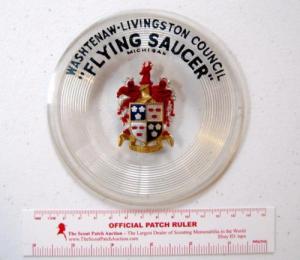 WASHTENAW-LIVINGSTON COUNCIL
"FLYING SAUCER"
MICHIGAN
OFFICIAL PATCH RULER
The Scout Patch Auction – The Largest Dealer of Scouting Memorabilia in the World
www.TheScoutPatchAuction.com